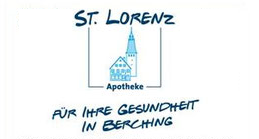 ST. LORENZ
Apotheke
FÜR IHRE GESUNDHEIT
IN BERCHING